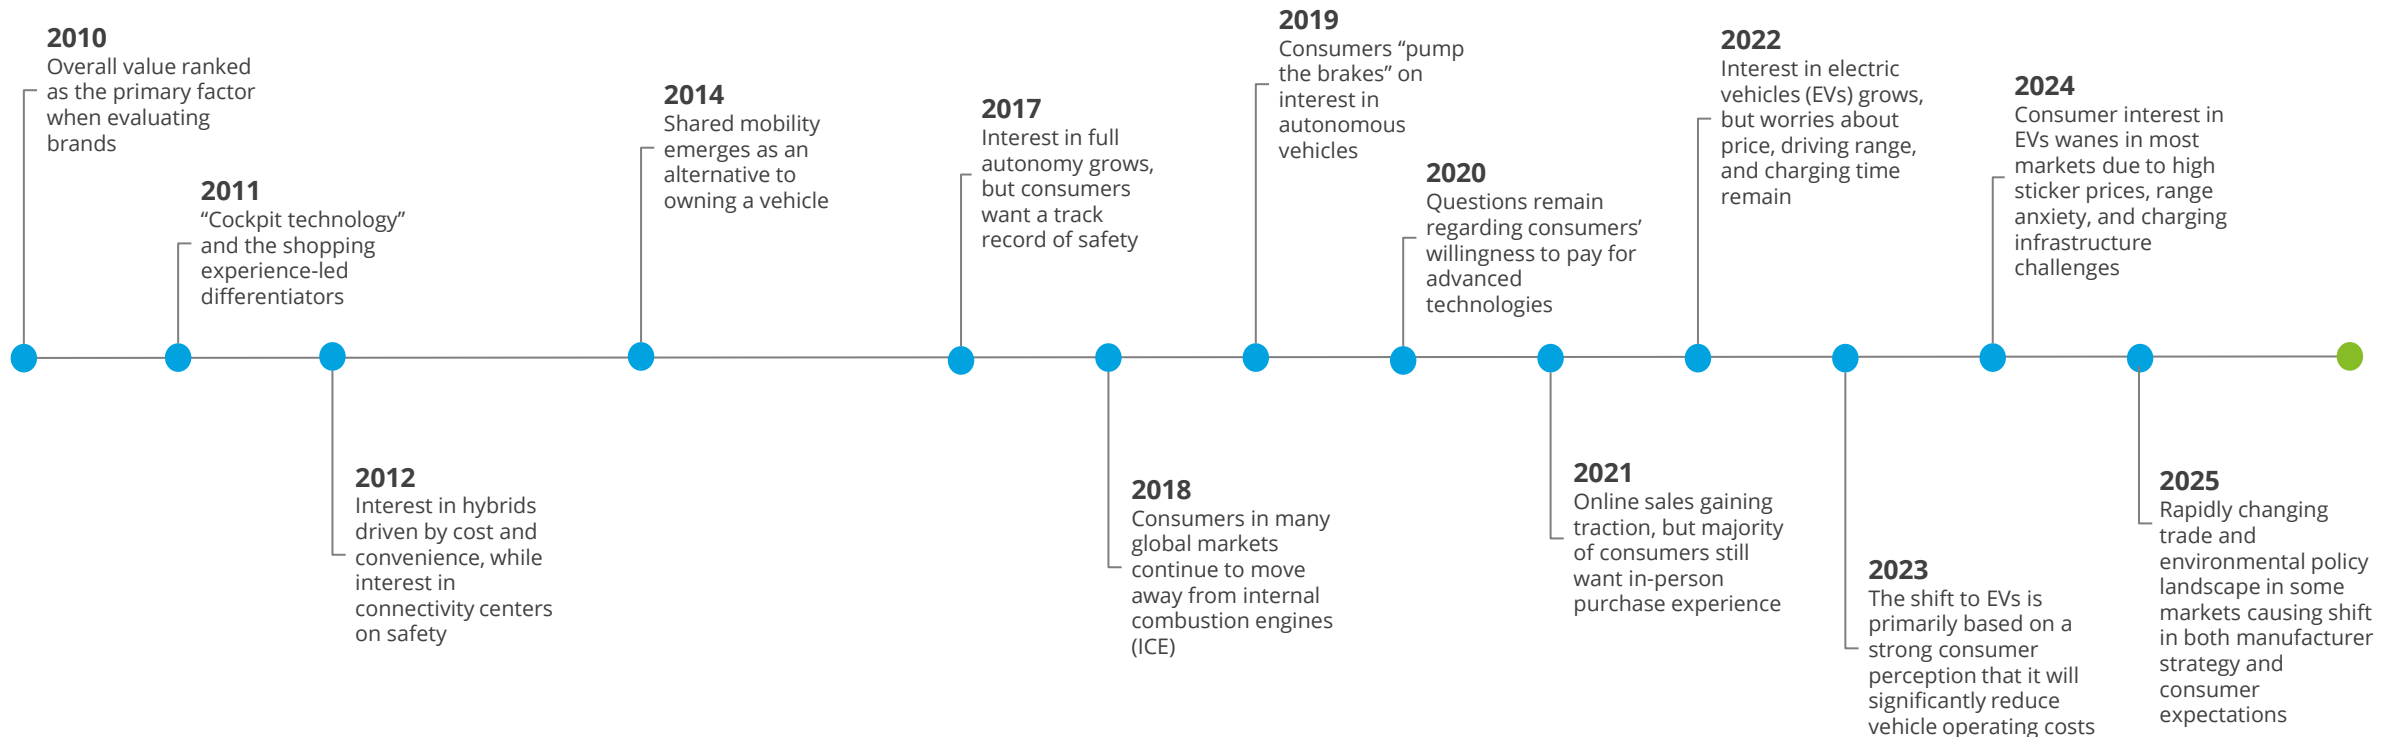 2010
Overall value ranked
as the primary factor
when evaluating
brands
2011
“Cockpit technology”
and the shopping
experience-led
differentiators
2012
Interest in hybrids
driven by cost and
convenience, while
interest in
connectivity centers
on safety
2014
Shared mobility
emerges as an
alternative to
owning a vehicle
2017
Interest in full
autonomy grows,
but consumers
want a track
record of safety
2018
Consumers in many
global markets
continue to move
away from internal
combustion engines
(ICE)
2019
Consumers “pump
the brakes” on
interest in
autonomous
vehicles
2020
Questions remain
regarding consumers’
willingness to pay for
advanced
technologies
2021
Online sales gaining
traction, but majority
of consumers still
want in-person
purchase experience
2022
Interest in electric
vehicles (EVs) grows,
but worries about
price, driving range,
and charging time
remain
2023
The shift to EVs is
primarily based on a
strong consumer
perception that it will
significantly reduce
vehicle operating costs
2024
Consumer interest in
EVs wanes in most
markets due to high
sticker prices, range
anxiety, and charging
infrastructure
challenges
2025
Rapidly changing
trade and
environmental policy
landscape in some
markets causing shift
in both manufacturer
strategy and
consumer
expectations